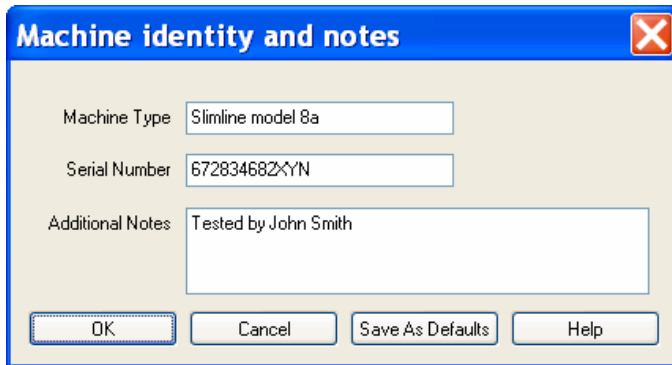 Machine identity and notes
Machine Type Slimline model 8a
Serial Number 672834682XYN
Additional Notes Tested by John Smith
OK Cancel Save As Defaults Help